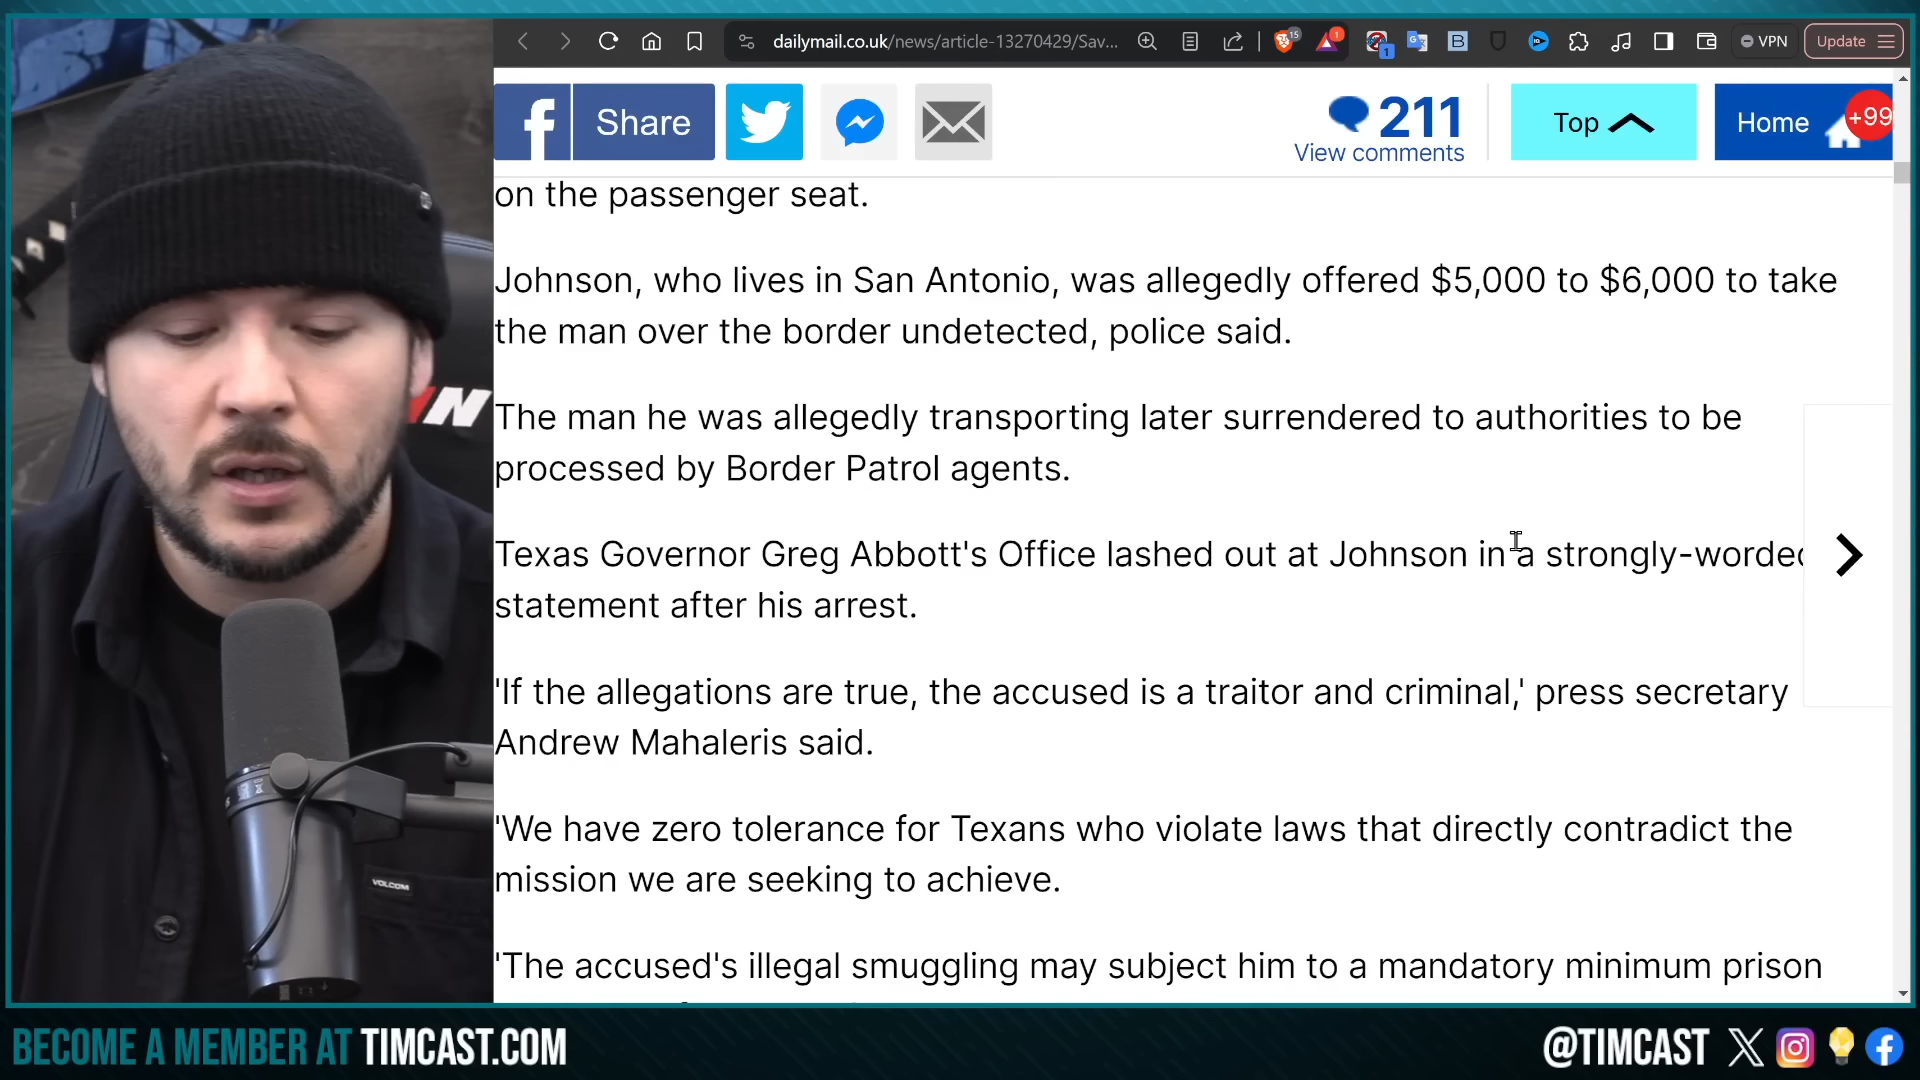 dailymail.co.uk/news/article-13270429/Sav...
15
1
1
VPN
Update
f Share
211
View comments
Top
Home
+99
on the passenger seat.
Johnson, who lives in San Antonio, was allegedly offered $5,000 to $6,000 to take
the man over the border undetected, police said.
The man he was allegedly transporting later surrendered to authorities to be
processed by Border Patrol agents.
Texas Governor Greg Abbott's Office lashed out at Johnson in a strongly-worded
statement after his arrest.
'If the allegations are true, the accused is a traitor and criminal,' press secretary
Andrew Mahaleris said.
'We have zero tolerance for Texans who violate laws that directly contradict the
mission we are seeking to achieve.
'The accused's illegal smuggling may subject him to a mandatory minimum prison
VOLCOM
BECOME A MEMBER AT TIMCAST.COM
@TIMCAST